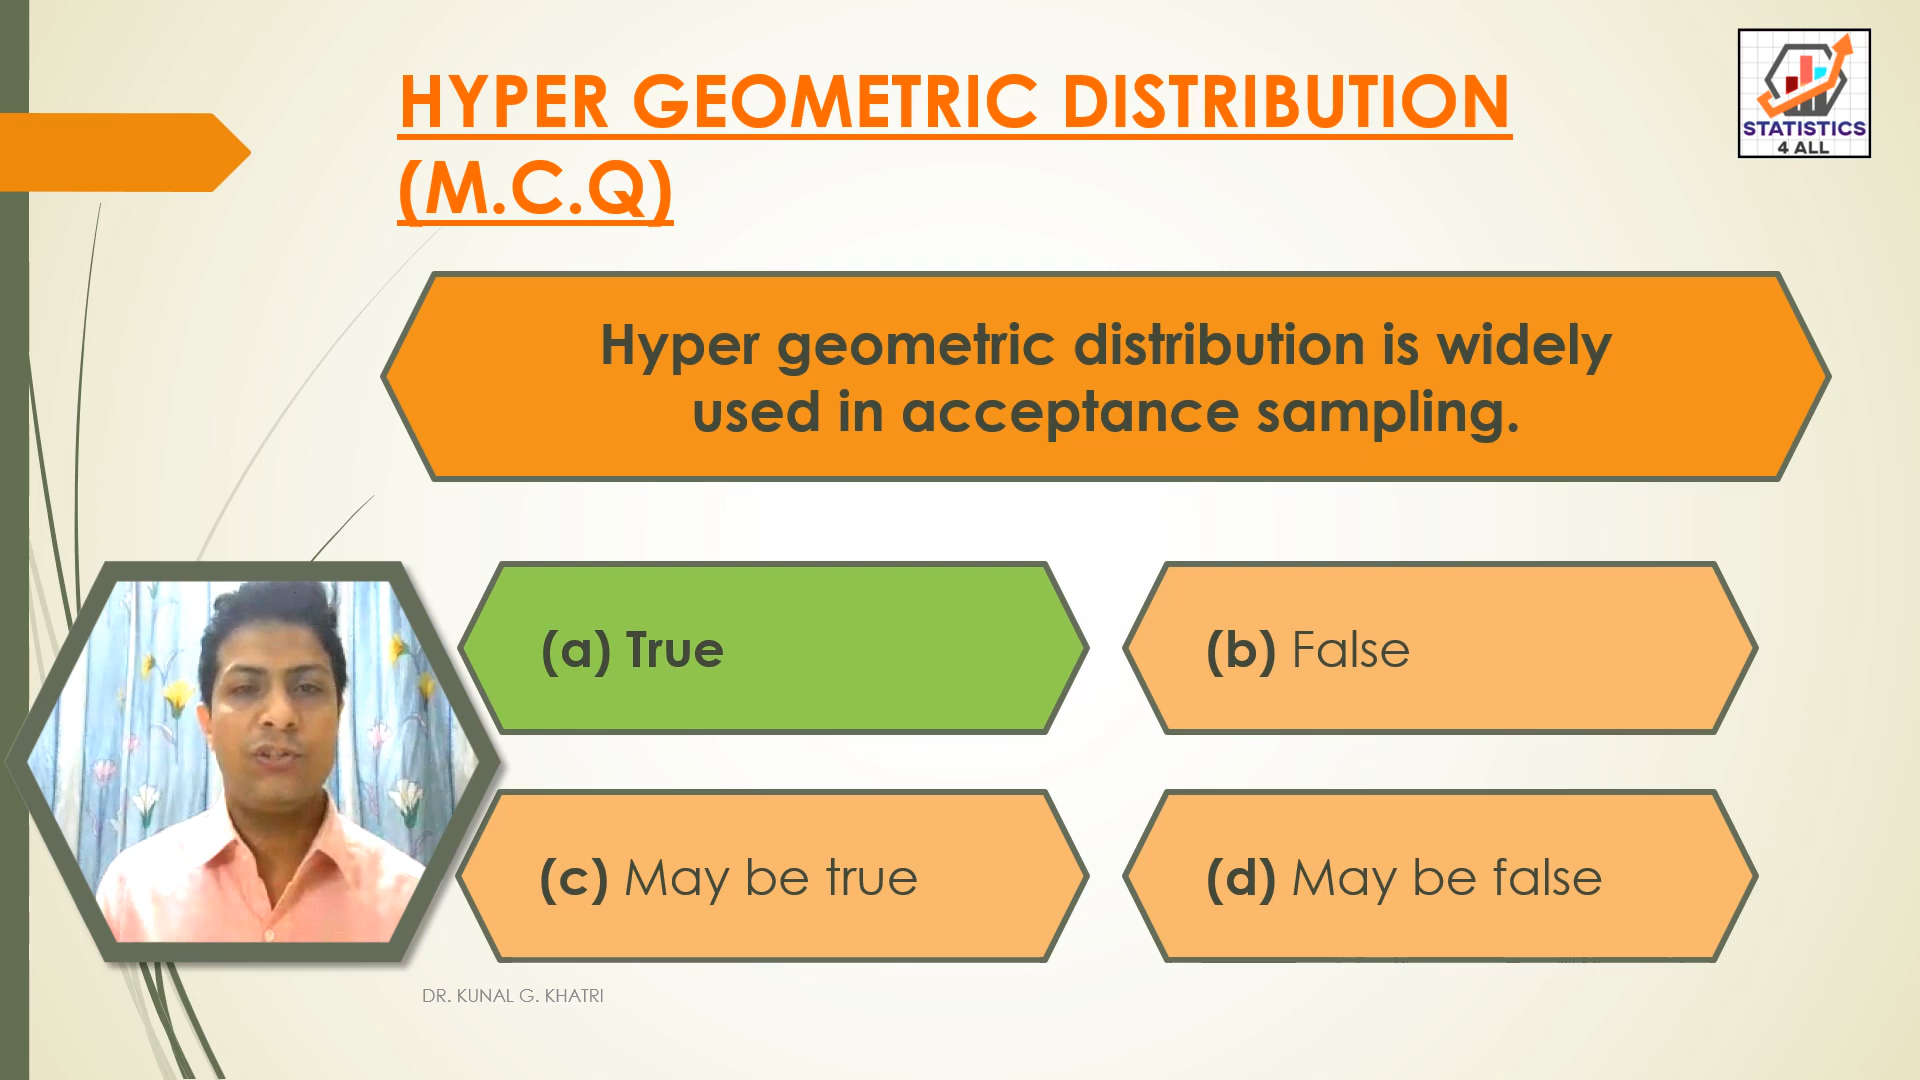 HYPER GEOMETRIC DISTRIBUTION
(M.C.Q)
STATISTICS
4 ALL
Hyper geometric distribution is widely
used in acceptance sampling.
(a) True
(b) False
(c) May be true
(d) May be false
DR. KUNAL G. KHATRI